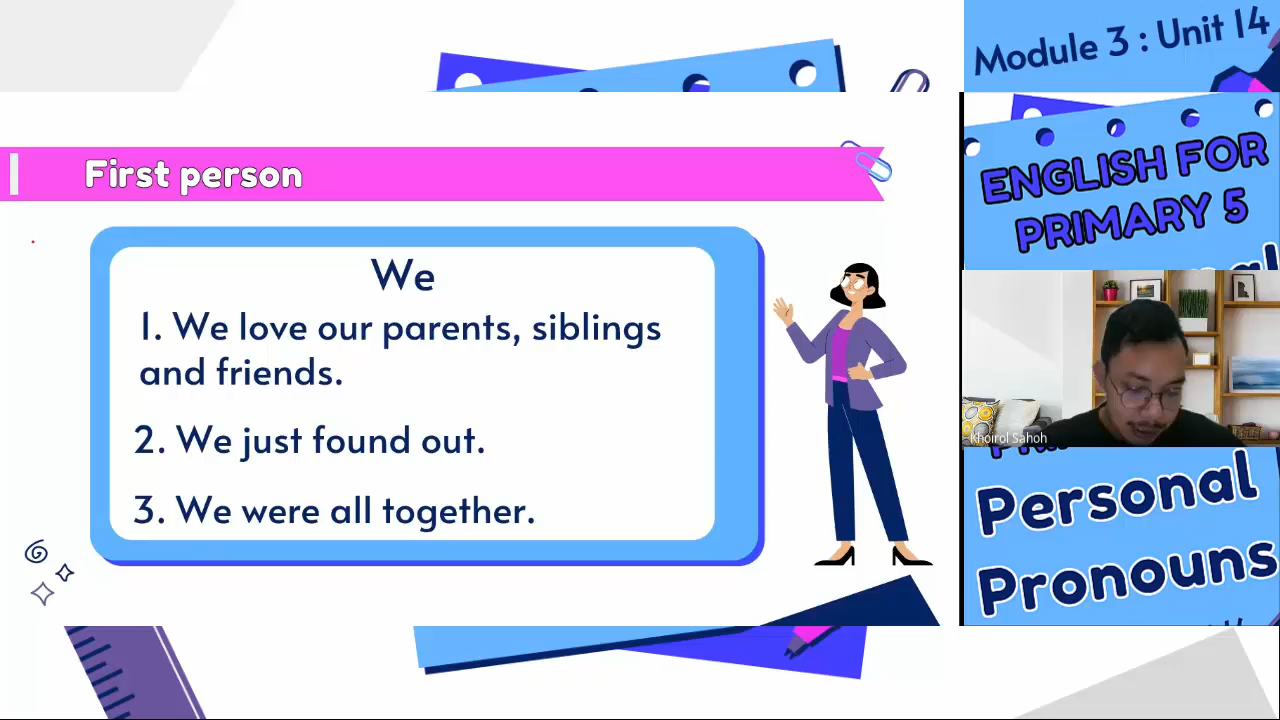 Module 3 : Unit 14
First person
ENGLISH FOR
PRIMARY 5
We
1. We love our parents, siblings
and friends.
2. We just found out.
3. We were all together.
Khoirol Sahoh
Personal
Pronouns